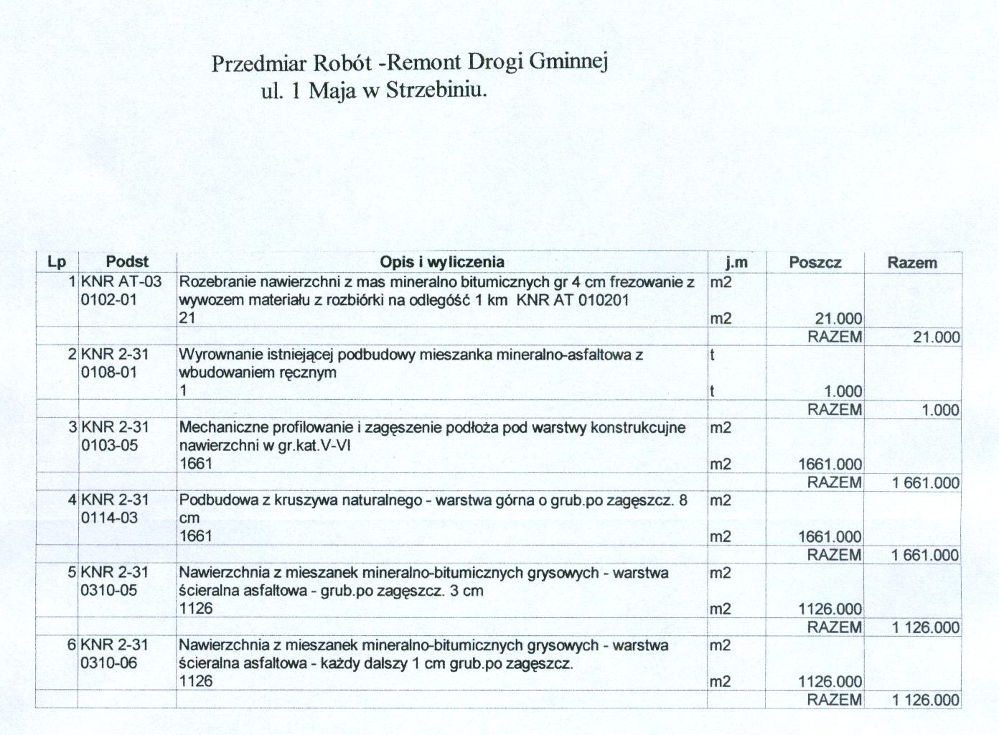 Przedmiar Robót -Remont Drogi Gminnej
ul. 1 Maja w Strzebiniu.
Lp Podst Opis i wyliczenia j.m Poszcz Razem
1 KNR AT-03 Rozebranie nawierzchni z mas mineralno bitumicznych gr 4 cm frezowanie z m2
0102-01 wywozem materiału z rozbiórki na odlegóść 1 km KNR AT 010201
21 m2 21.000
RAZEM 21.000
2 KNR 2-31 Wyrownanie istniejącej podbudowy mieszanka mineralno-asfaltowa z t
0108-01 wbudowaniem ręcznym
1 t 1.000
RAZEM 1.000
3 KNR 2-31 Mechaniczne profilowanie i zagęszenie podłoża pod warstwy konstrukcujne m2
0103-05 nawierzchni w gr.kat.V-VI
1661 m2 1661.000
RAZEM 1 661.000
4 KNR 2-31 Podbudowa z kruszywa naturalnego - warstwa górna o grub.po zagęszcz. 8 m2
0114-03 cm
1661 m2 1661.000
RAZEM 1 661.000
5 KNR 2-31 Nawierzchnia z mieszanek mineralno-bitumicznych grysowych - warstwa m2
0310-05 ścieralna asfaltowa - grub.po zagęszcz. 3 cm
1126 m2 1126.000
RAZEM 1 126.000
6 KNR 2-31 Nawierzchnia z mieszanek mineralno-bitumicznych grysowych - warstwa m2
0310-06 ścieralna asfaltowa - każdy dalszy 1 cm grub.po zagęszcz.
1126 m2 1126.000
RAZEM 1 126.000